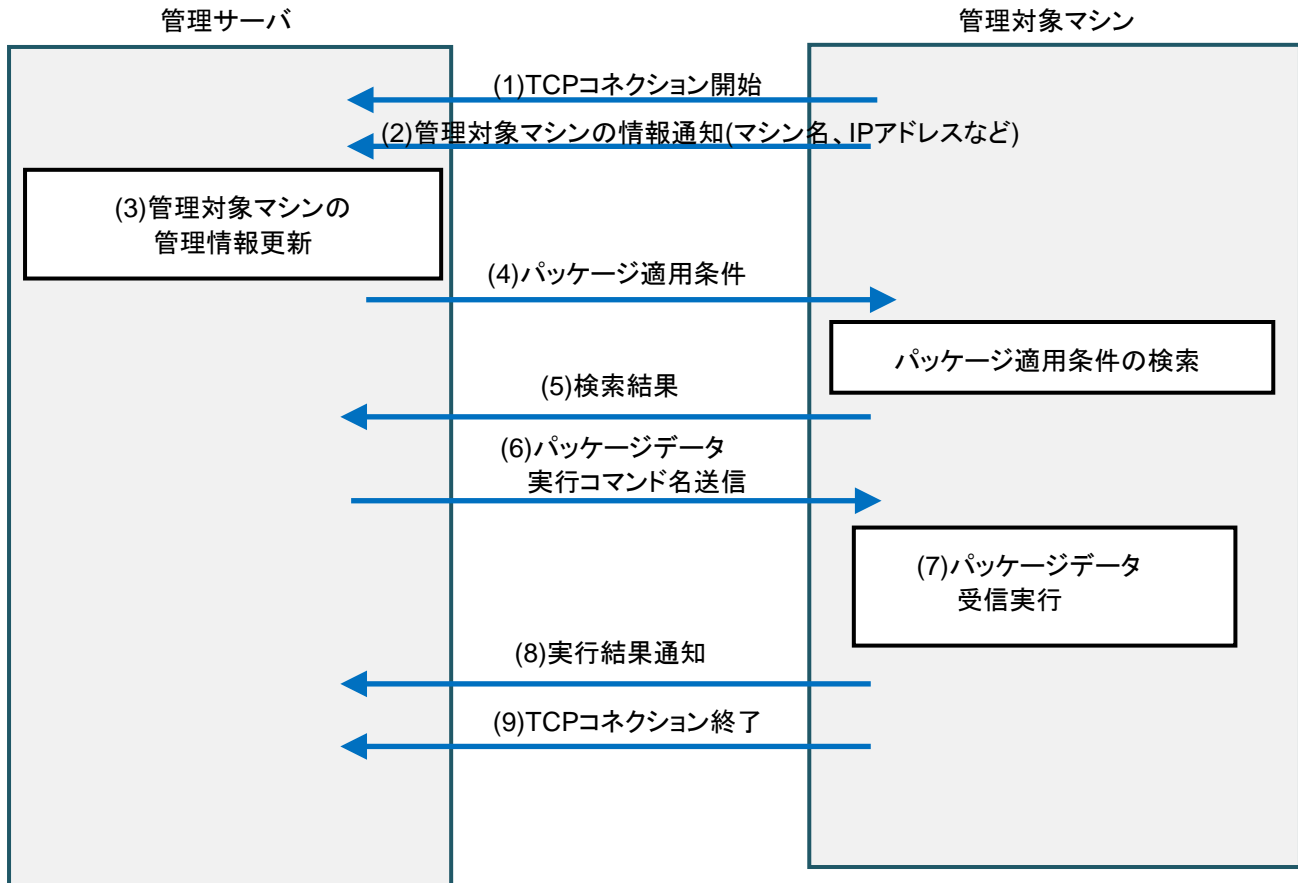 管理サーバ
管理対象マシン
(1)TCPコネクション開始
(2)管理対象マシンの情報通知(マシン名、IPアドレスなど)
(3)管理対象マシンの
管理情報更新
(4)パッケージ適用条件
パッケージ適用条件の検索
(5)検索結果
(6)パッケージデータ
実行コマンド名送信
(7)パッケージデータ
受信実行
(8)実行結果通知
(9)TCPコネクション終了